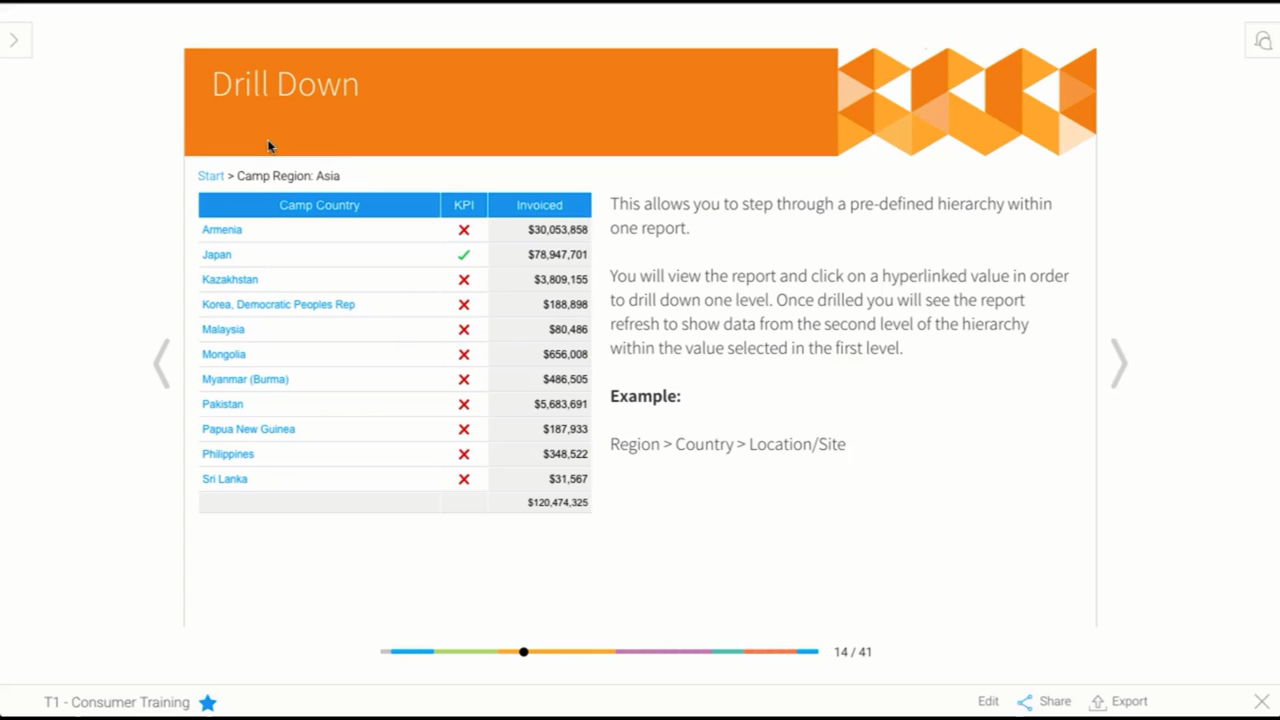 Drill Down
Start > Camp Region: Asia
Camp Country KPI Invoiced
Armenia $30,053,858
Japan $78,947,701
Kazakhstan $3,809,155
Korea, Democratic Peoples Rep $188,898
Malaysia $80,486
Mongolia $656,008
Myanmar (Burma) $486,505
Pakistan $5,683,691
Papua New Guinea $187,933
Philippines $348,522
Sri Lanka $31,567
$120,474,325
This allows you to step through a pre-defined hierarchy within
one report.
You will view the report and click on a hyperlinked value in order
to drill down one level. Once drilled you will see the report
refresh to show data from the second level of the hierarchy
within the value selected in the first level.
Example:
Region > Country > Location/Site
14 / 41
T1 - Consumer Training
Edit Share Export